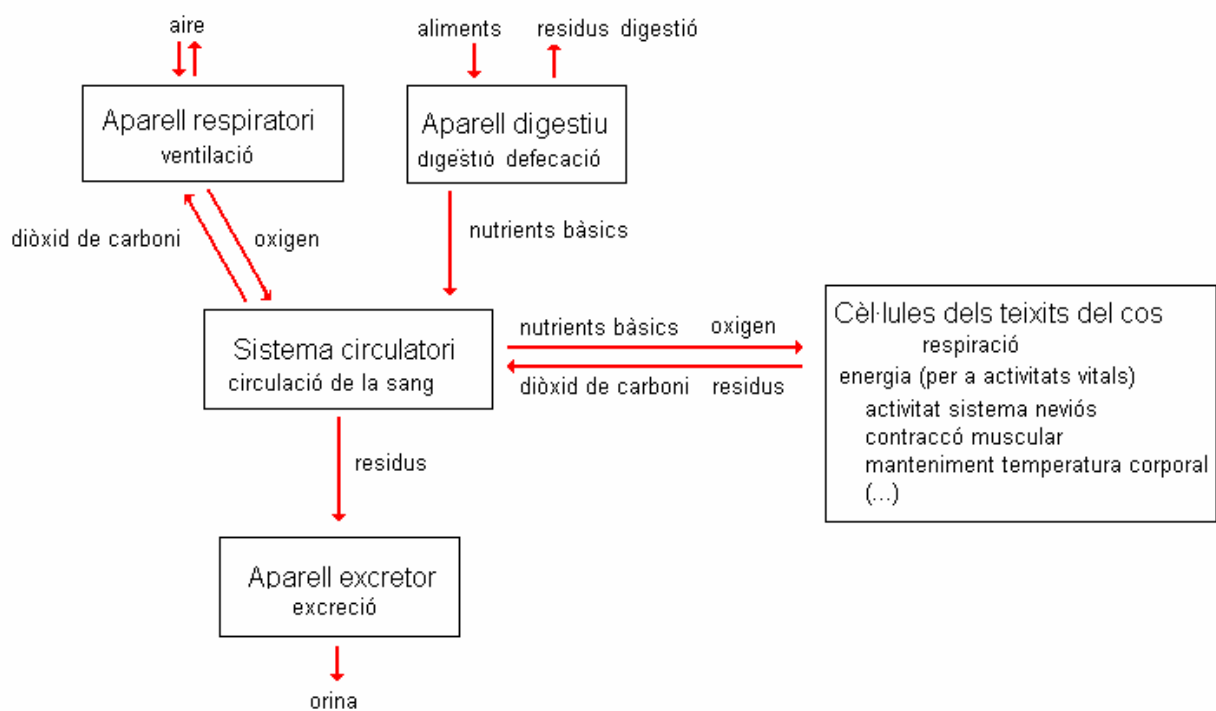 aire
aliments
residus digestió
Aparell respiratori
ventilació
Aparell digestiu
digestió defecació
diòxid de carboni
oxigen
nutrients bàsics
Sistema circulatori
circulació de la sang
nutrients bàsics oxigen
diòxid de carboni residus
Cèl·lules dels teixits del cos
respiració
energia (per a activitats vitals)
activitat sistema neviós
contraccó muscular
manteniment temperatura corporal
(...)
residus
Aparell excretor
excreció
orina